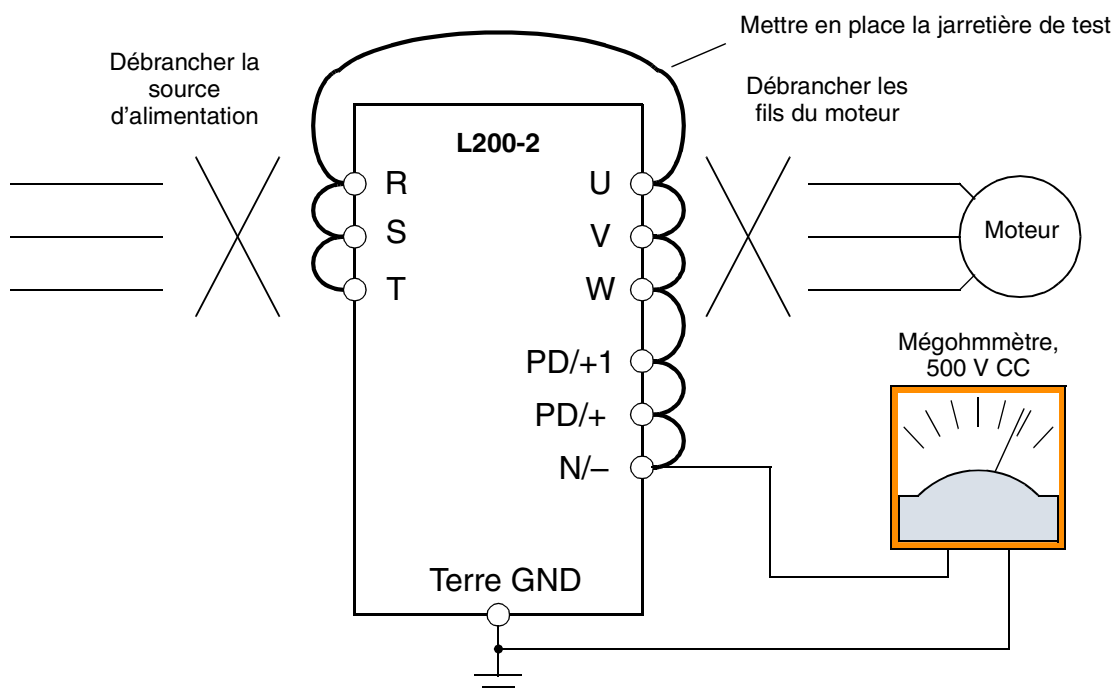 Mettre en place la jarretière de test
Débrancher la
source
d'alimentation
Débrancher les
fils du moteur
L200-2
R
S
T
U
V
W
PD/+1
PD/+
N/–
Moteur
Mégohmmètre,
500 V CC
Terre GND